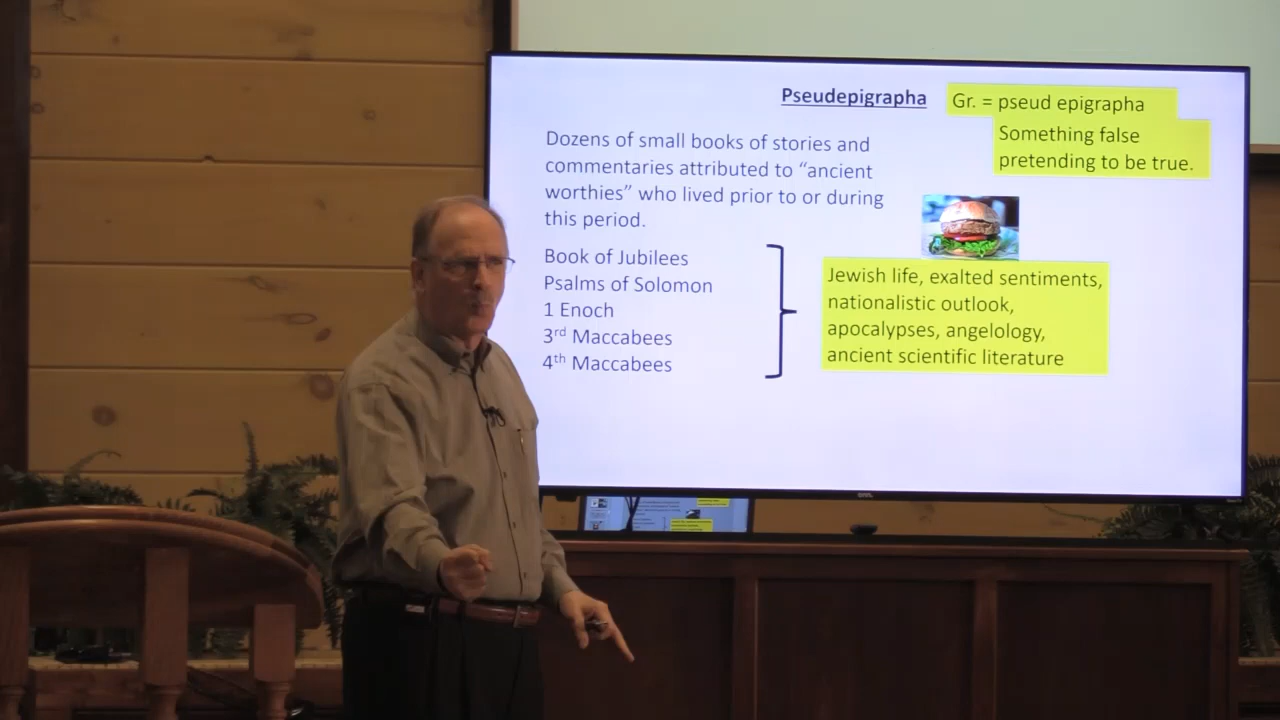 Pseudepigrapha
Gr. = pseud epigrapha
Something false
pretending to be true.
Dozens of small books of stories and
commentaries attributed to “ancient
worthies” who lived prior to or during
this period.
Book of Jubilees
Psalms of Solomon
1 Enoch
3rd Maccabees
4th Maccabees
Jewish life, exalted sentiments,
nationalistic outlook,
apocalypses, angelology,
ancient scientific literature